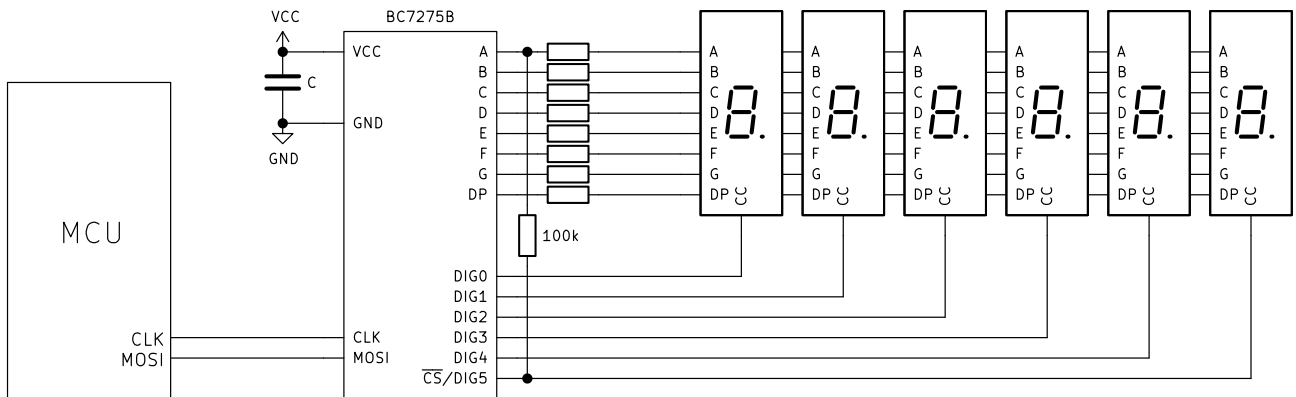 VCC
BC7275B
VCC
A
A
A
A
A
A
A
B
B
B
B
B
B
B
C
C
C
C
C
C
C
C
D
D
D
D
D
D
D
GND
E
E
E
E
E
E
E
GND
F
F
F
F
F
F
F
G
G
G
G
G
G
G
DP
DP CC
DP CC
DP CC
DP CC
DP CC
DP CC
MCU
100k
DIG0
DIG1
DIG2
CLK
CLK
DIG3
MOSI
MOSI
DIG4
CS/DIG5